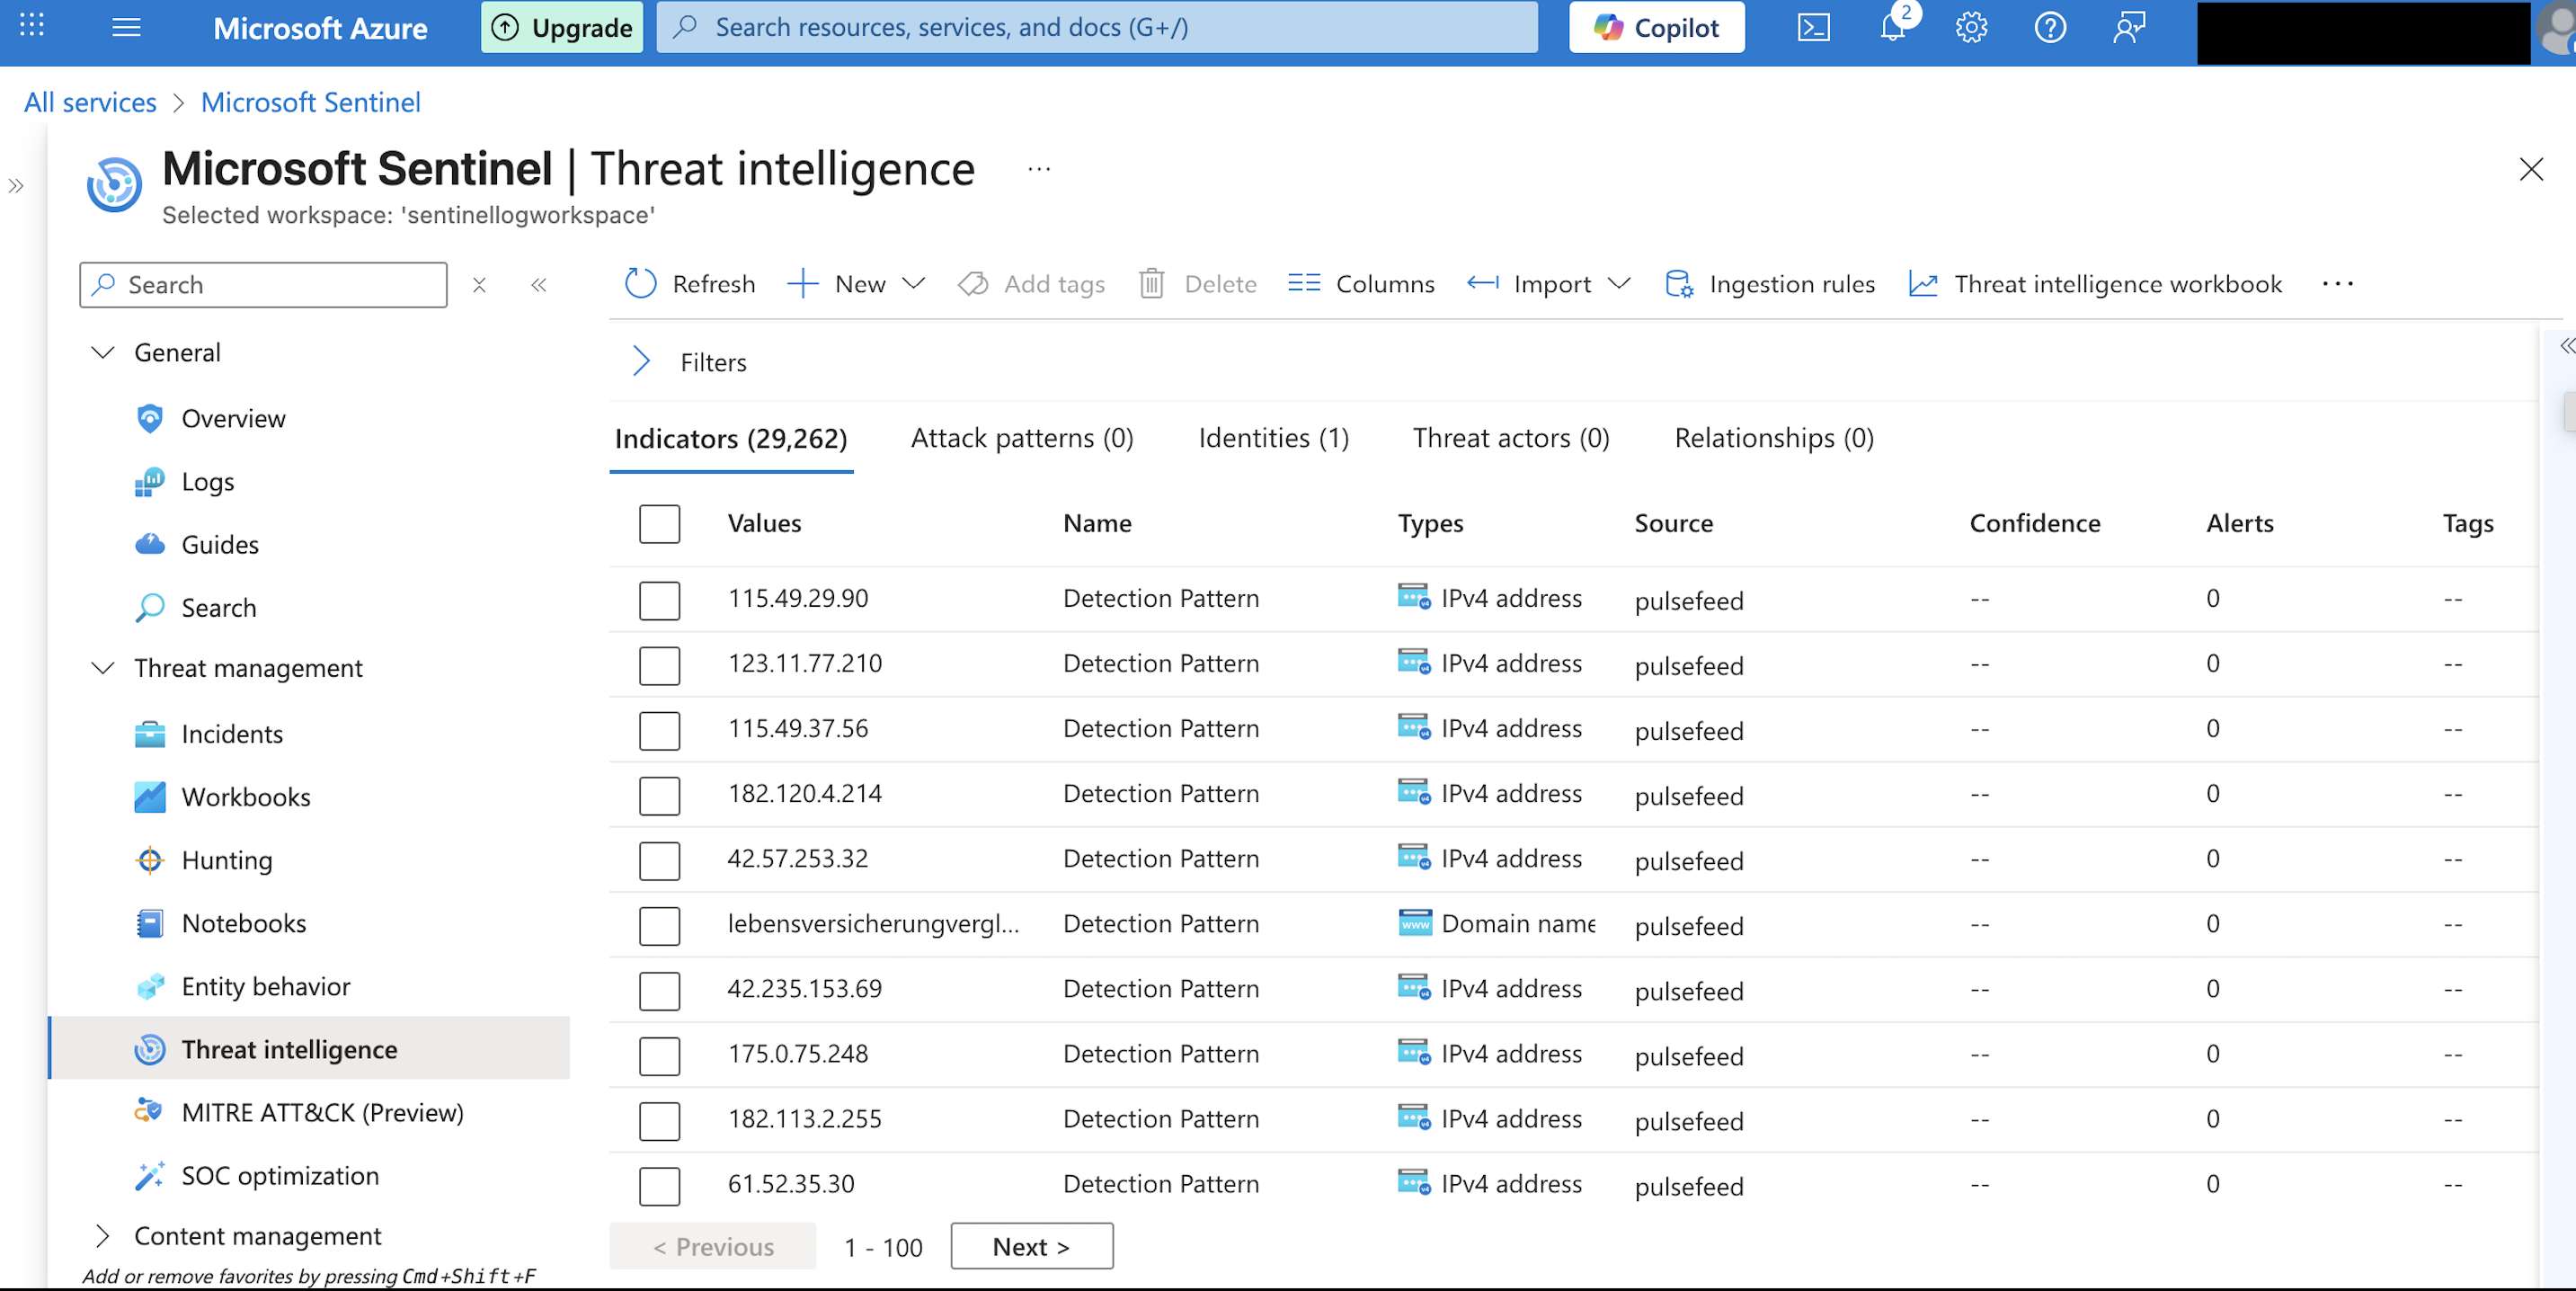 Microsoft Azure Upgrade Search resources, services, and docs (G+/) Copilot 2
All services > Microsoft Sentinel
Microsoft Sentinel | Threat intelligence ...
Selected workspace: 'sentinellogworkspace'
Search
Refresh New Add tags Delete Columns Import Ingestion rules Threat intelligence workbook ...
General
Overview
Logs
Guides
Search
Threat management
Incidents
Workbooks
Hunting
Notebooks
Entity behavior
Threat intelligence
MITRE ATT&CK (Preview)
SOC optimization
Content management
Add or remove favorites by pressing Cmd+Shift+F
Filters
Indicators (29,262) Attack patterns (0) Identities (1) Threat actors (0) Relationships (0)
Values Name Types Source Confidence Alerts Tags
115.49.29.90 Detection Pattern IPv4 address pulsefeed -- 0 --
123.11.77.210 Detection Pattern IPv4 address pulsefeed -- 0 --
115.49.37.56 Detection Pattern IPv4 address pulsefeed -- 0 --
182.120.4.214 Detection Pattern IPv4 address pulsefeed -- 0 --
42.57.253.32 Detection Pattern IPv4 address pulsefeed -- 0 --
lebensversicherungvergl... Detection Pattern www Domain name pulsefeed -- 0 --
42.235.153.69 Detection Pattern IPv4 address pulsefeed -- 0 --
175.0.75.248 Detection Pattern IPv4 address pulsefeed -- 0 --
182.113.2.255 Detection Pattern IPv4 address pulsefeed -- 0 --
61.52.35.30 Detection Pattern IPv4 address pulsefeed -- 0 --
< Previous 1 - 100 Next >